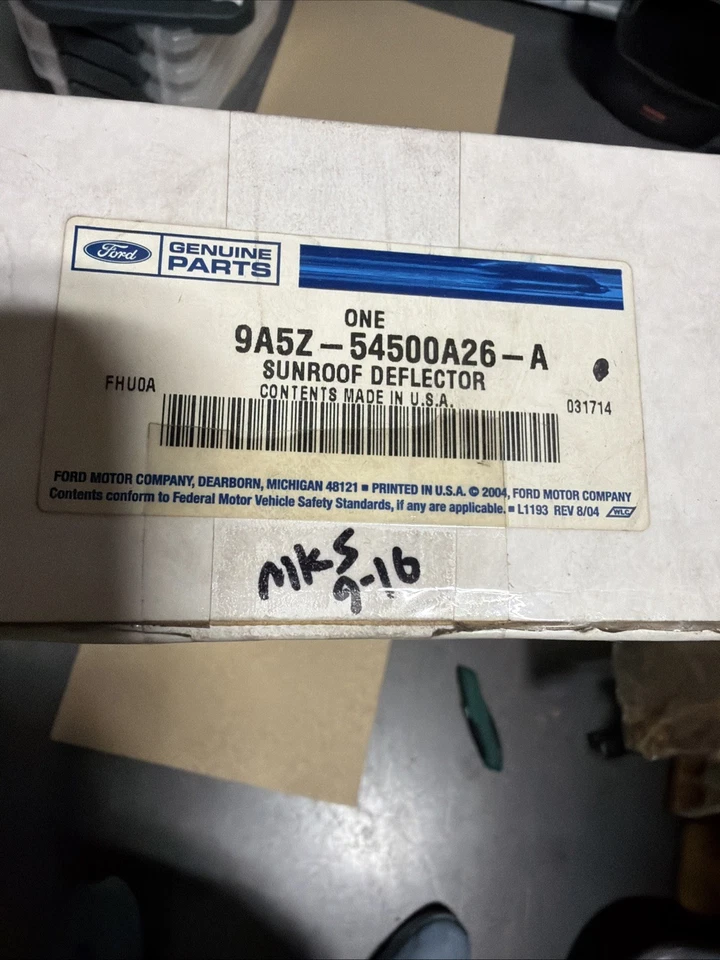 Ford GENUINE
PARTS
ONE
9A5Z-54500A26-A
SUNROOF DEFLECTOR
FHU0A
CONTENTS MADE IN U.S.A.
031714
FORD MOTOR COMPANY, DEARBORN, MICHIGAN 48121 ■ PRINTED IN U.S.A. © 2004, FORD MOTOR COMPANY
Contents conform to Federal Motor Vehicle Safety Standards, if any are applicable. ■ L1193 REV 8/04 WLC
MKS
9-16